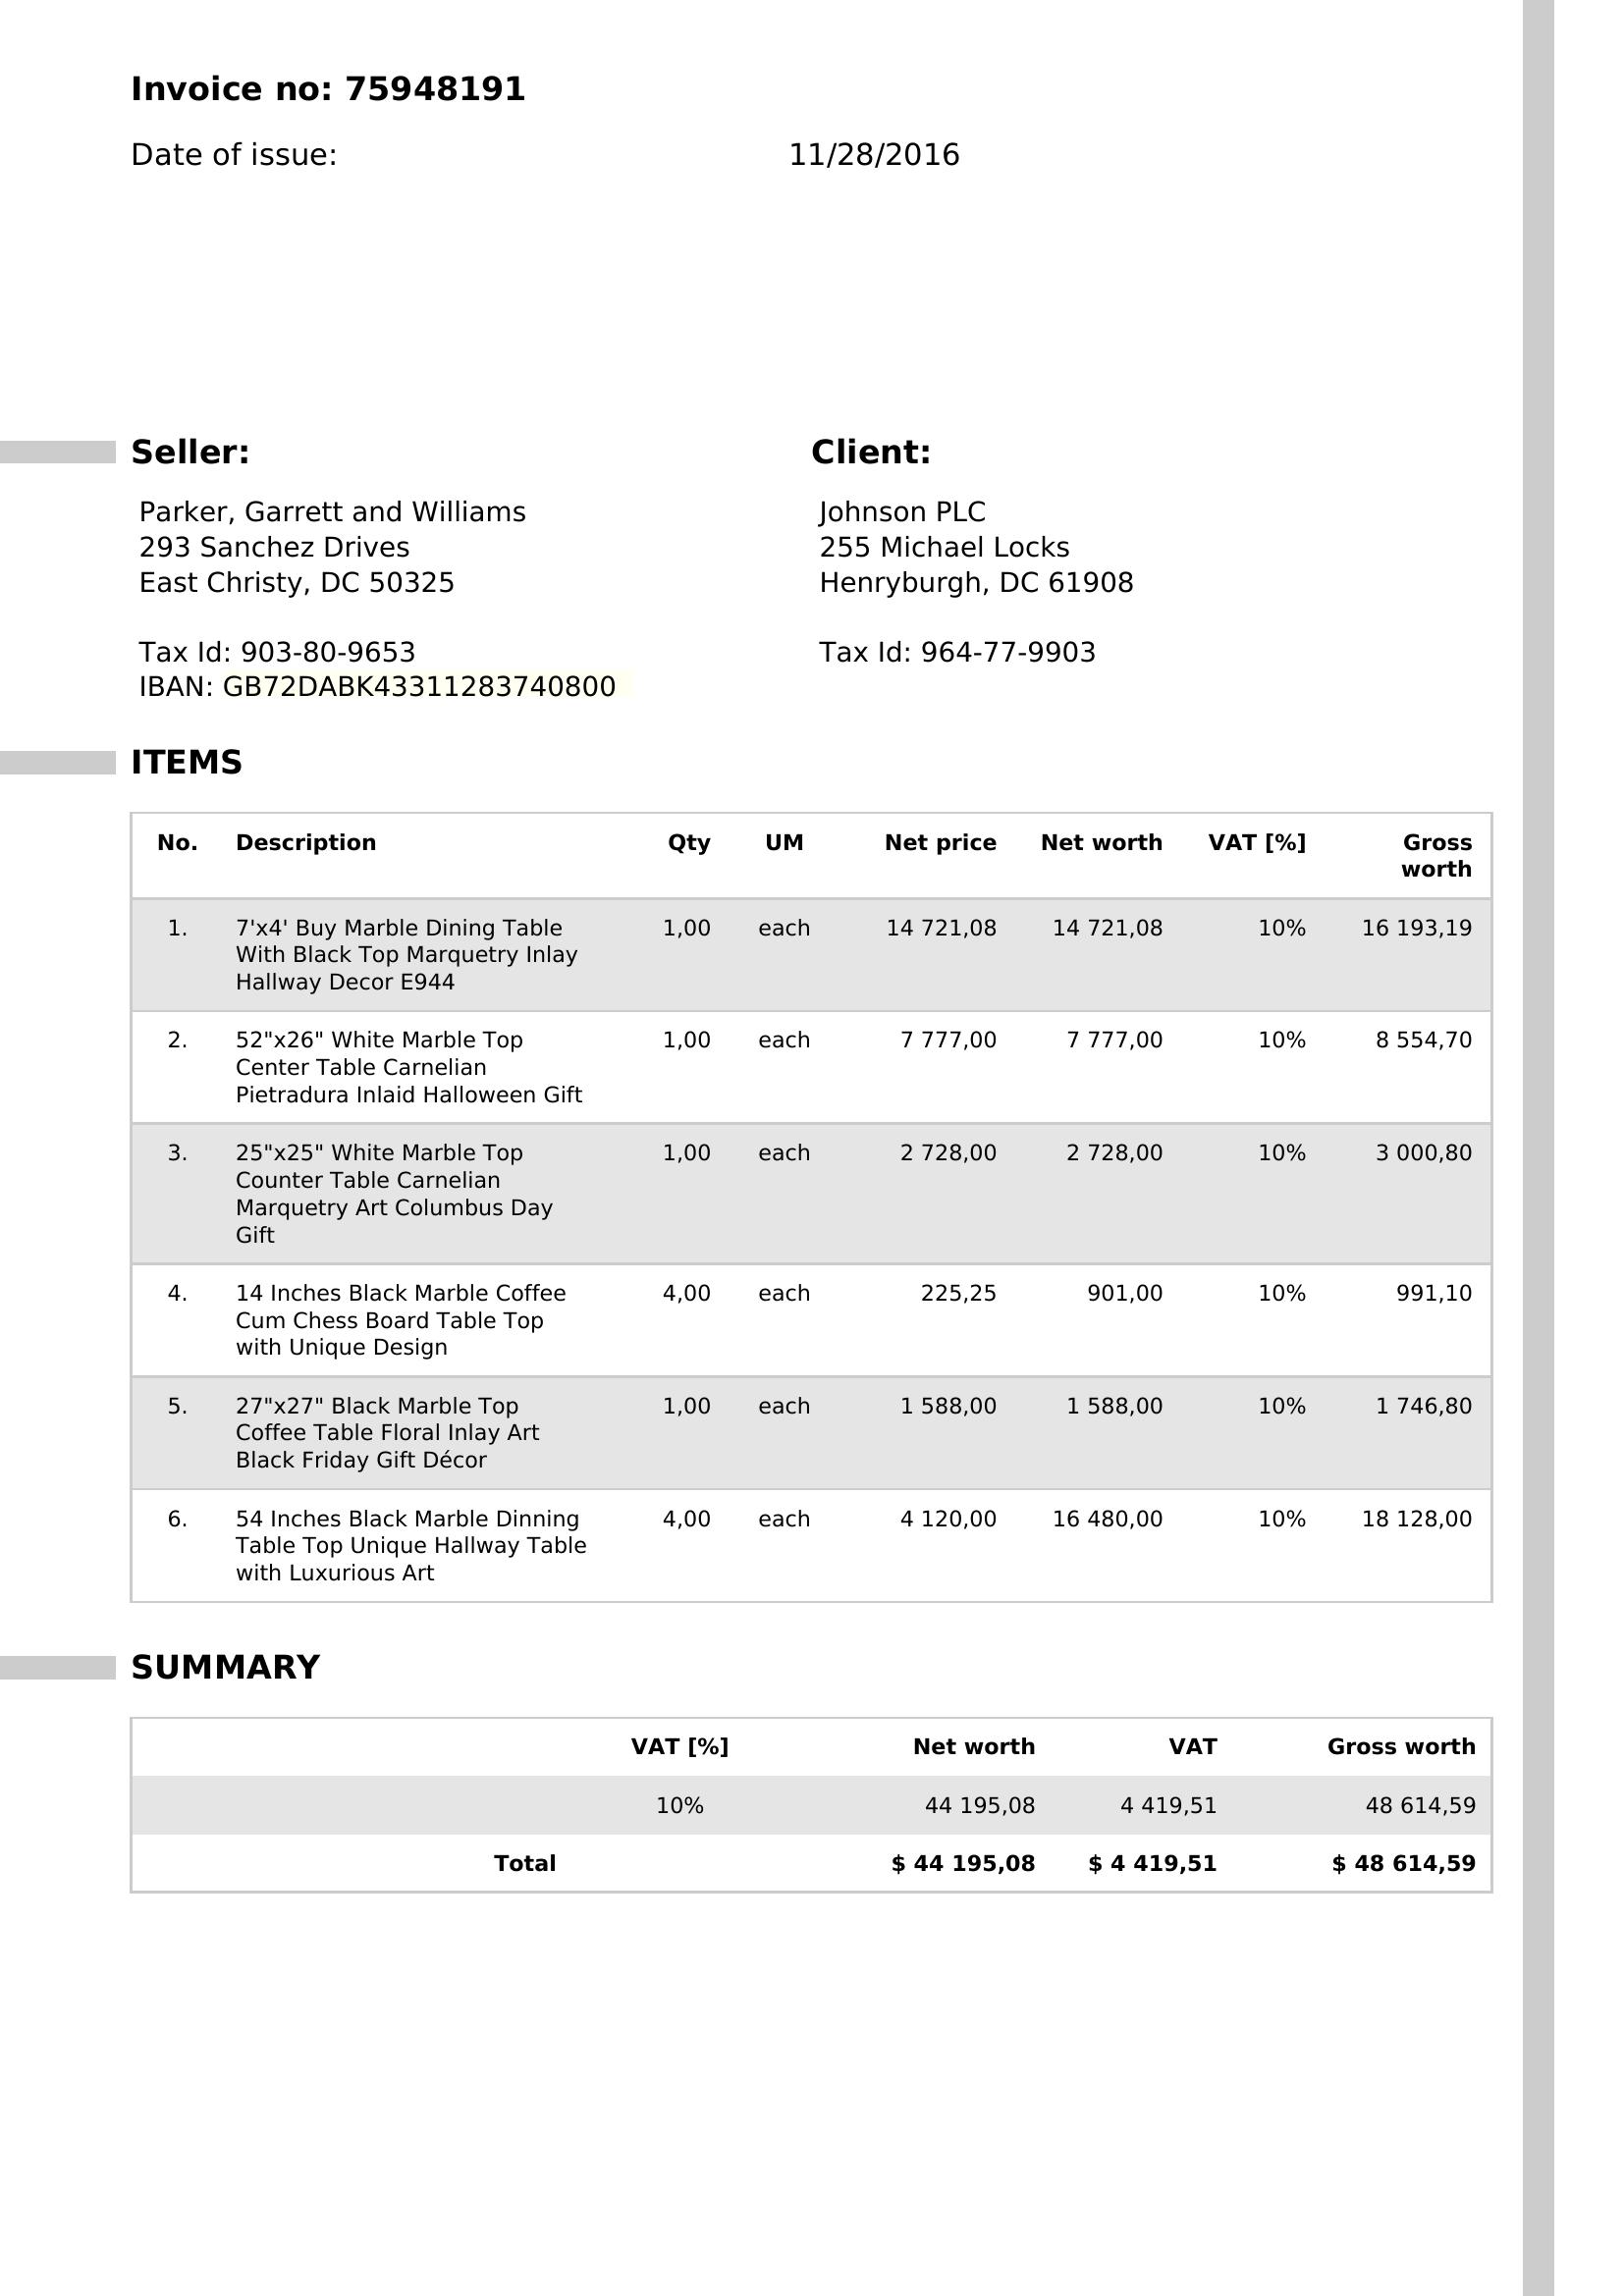 Invoice no: 75948191
Date of issue: 11/28/2016
Seller: Client:
Parker, Garrett and Williams Johnson PLC
293 Sanchez Drives 255 Michael Locks
East Christy, DC 50325 Henryburgh, DC 61908
Tax Id: 903-80-9653 Tax Id: 964-77-9903
IBAN: GB72DABK43311283740800
ITEMS
No. Description Qty UM Net price Net worth VAT [%] Gross
worth
1. 7'x4' Buy Marble Dining Table 1,00 each 14 721,08 14 721,08 10% 16 193,19
With Black Top Marquetry Inlay
Hallway Decor E944
2. 52"x26" White Marble Top 1,00 each 7 777,00 7 777,00 10% 8 554,70
Center Table Carnelian
Pietradura Inlaid Halloween Gift
3. 25"x25" White Marble Top 1,00 each 2 728,00 2 728,00 10% 3 000,80
Counter Table Carnelian
Marquetry Art Columbus Day
Gift
4. 14 Inches Black Marble Coffee 4,00 each 225,25 901,00 10% 991,10
Cum Chess Board Table Top
with Unique Design
5. 27"x27" Black Marble Top 1,00 each 1 588,00 1 588,00 10% 1 746,80
Coffee Table Floral Inlay Art
Black Friday Gift Décor
6. 54 Inches Black Marble Dinning 4,00 each 4 120,00 16 480,00 10% 18 128,00
Table Top Unique Hallway Table
with Luxurious Art
SUMMARY
VAT [%] Net worth VAT Gross worth
10% 44 195,08 4 419,51 48 614,59
Total $ 44 195,08 $ 4 419,51 $ 48 614,59